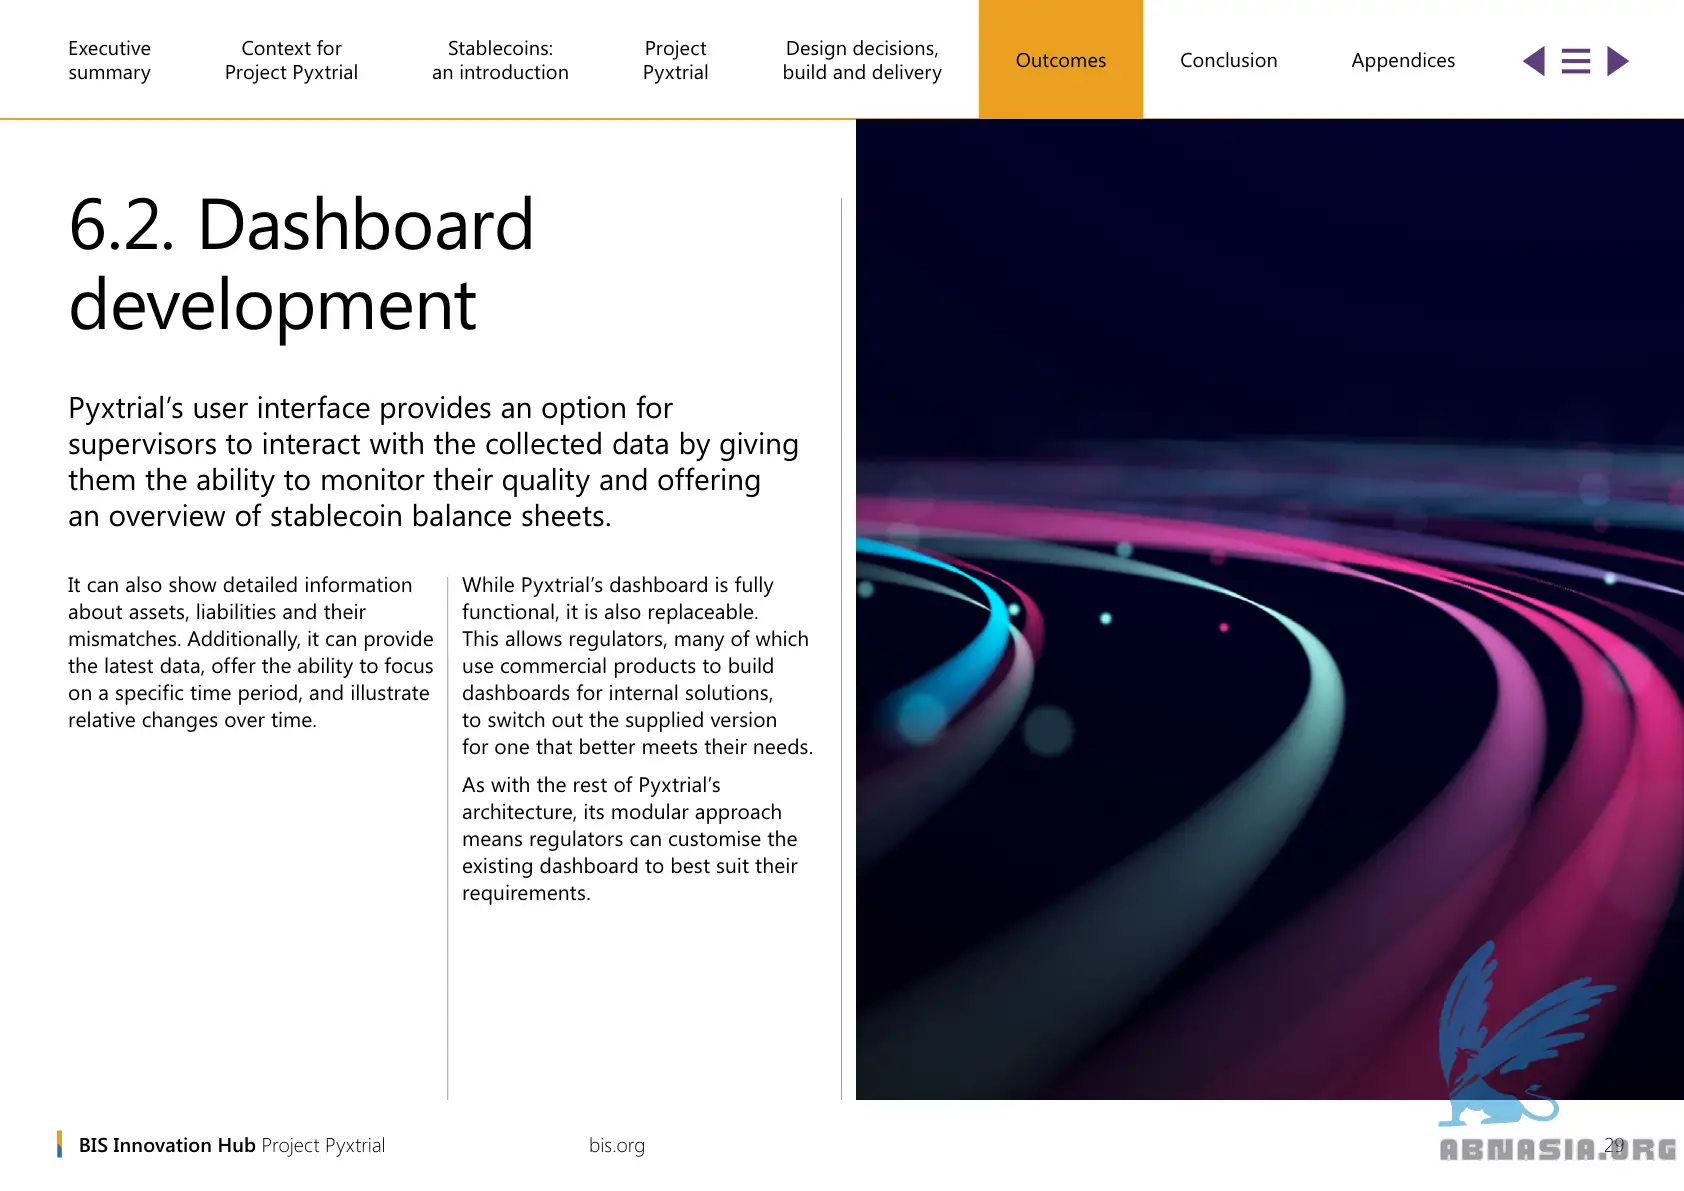 Executive
summary
Context for
Project Pyxtrial
Stablecoins:
an introduction
Project
Pyxtrial
Design decisions,
build and delivery
Outcomes
Conclusion
Appendices
6.2. Dashboard
development
Pyxtrial’s user interface provides an option for
supervisors to interact with the collected data by giving
them the ability to monitor their quality and offering
an overview of stablecoin balance sheets.
It can also show detailed information
about assets, liabilities and their
mismatches. Additionally, it can provide
the latest data, offer the ability to focus
on a specific time period, and illustrate
relative changes over time.
While Pyxtrial’s dashboard is fully
functional, it is also replaceable.
This allows regulators, many of which
use commercial products to build
dashboards for internal solutions,
to switch out the supplied version
for one that better meets their needs.
As with the rest of Pyxtrial’s
architecture, its modular approach
means regulators can customise the
existing dashboard to best suit their
requirements.
BIS Innovation Hub Project Pyxtrial
bis.org
29
ABNASIA.ORG